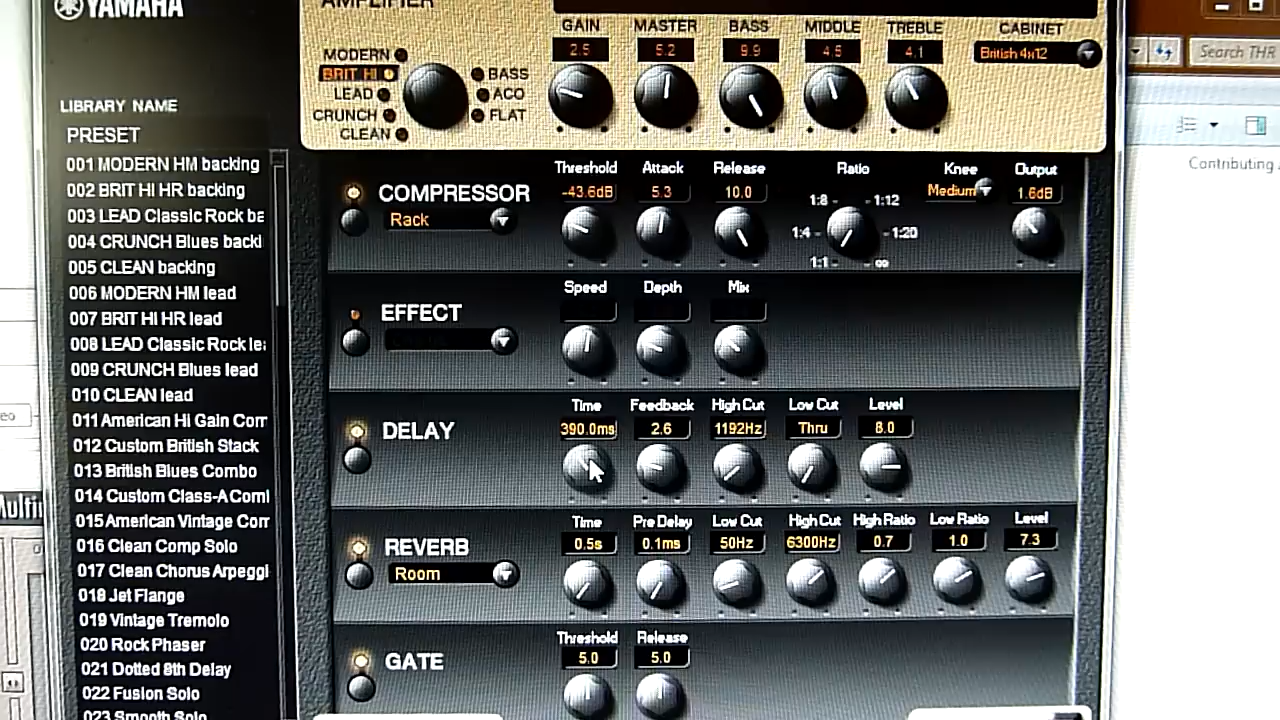 YAMAHA
AMPLIFIER
GAIN MASTER BASS MIDDLE TREBLE CABINET
2.5 5.2 9.9 4.5 4.1 British 4x12
MODERN
BRIT HI BASS
LEAD ACO
CRUNCH FLAT
CLEAN
Search THR
Contributing
LIBRARY NAME
PRESET
001 MODERN HM backing
002 BRIT HI HR backing
003 LEAD Classic Rock ba
004 CRUNCH Blues backi
005 CLEAN backing
006 MODERN HM lead
007 BRIT HI HR lead
008 LEAD Classic Rock le
009 CRUNCH Blues lead
010 CLEAN lead
011 American Hi Gain Com
012 Custom British Stack
013 British Blues Combo
014 Custom Class-A Com
015 American Vintage Com
016 Clean Comp Solo
017 Clean Chorus Arpeggi
018 Jet Flange
019 Vintage Tremolo
020 Rock Phaser
021 Dotted 8th Delay
022 Fusion Solo
023 Smooth Solo
COMPRESSOR
Rack
Threshold Attack Release Ratio Knee Output
-43.6dB 5.3 10.0 Medium 1.6dB
1:8 1:12
1:4 1:20
1:1 ∞
EFFECT
Speed Depth Mix
DELAY
Time Feedback High Cut Low Cut Level
390.0ms 2.6 1192Hz Thru 8.0
REVERB
Room
Time Pre Delay Low Cut High Cut High Ratio Low Ratio Level
0.5s 0.1ms 50Hz 6300Hz 0.7 1.0 7.3
GATE
Threshold Release
5.0 5.0